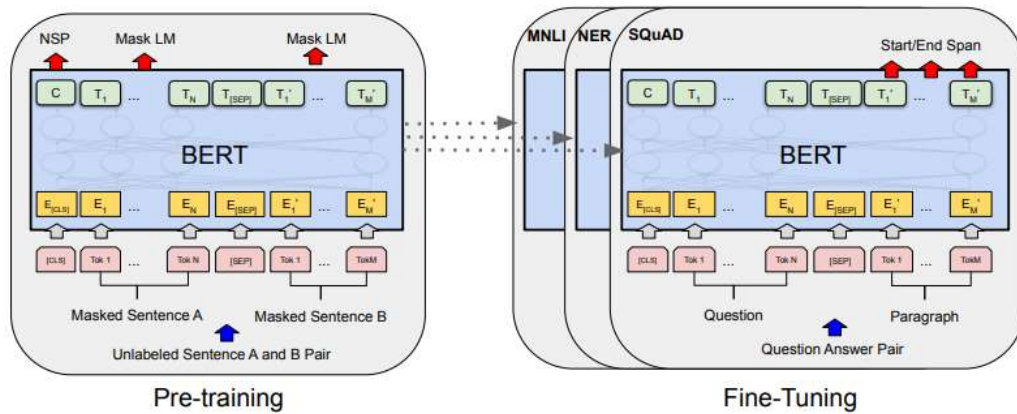 NSP Mask LM Mask LM
C T1 ... TN T[SEP] T1' ... TM'
BERT
E[CLS] E1 ... EN E[SEP] E1' ... EM'
[CLS] Tok 1 ... Tok N [SEP] Tok 1 ... TokM
Masked Sentence A Masked Sentence B
Unlabeled Sentence A and B Pair
Pre-training
MNLI NER SQuAD
Start/End Span
C T1 ... TN T[SEP] T1' ... TM'
BERT
E[CLS] E1 ... EN E[SEP] E1' ... EM'
[CLS] Tok 1 ... Tok N [SEP] Tok 1 ... TokM
Question Paragraph
Question Answer Pair
Fine-Tuning